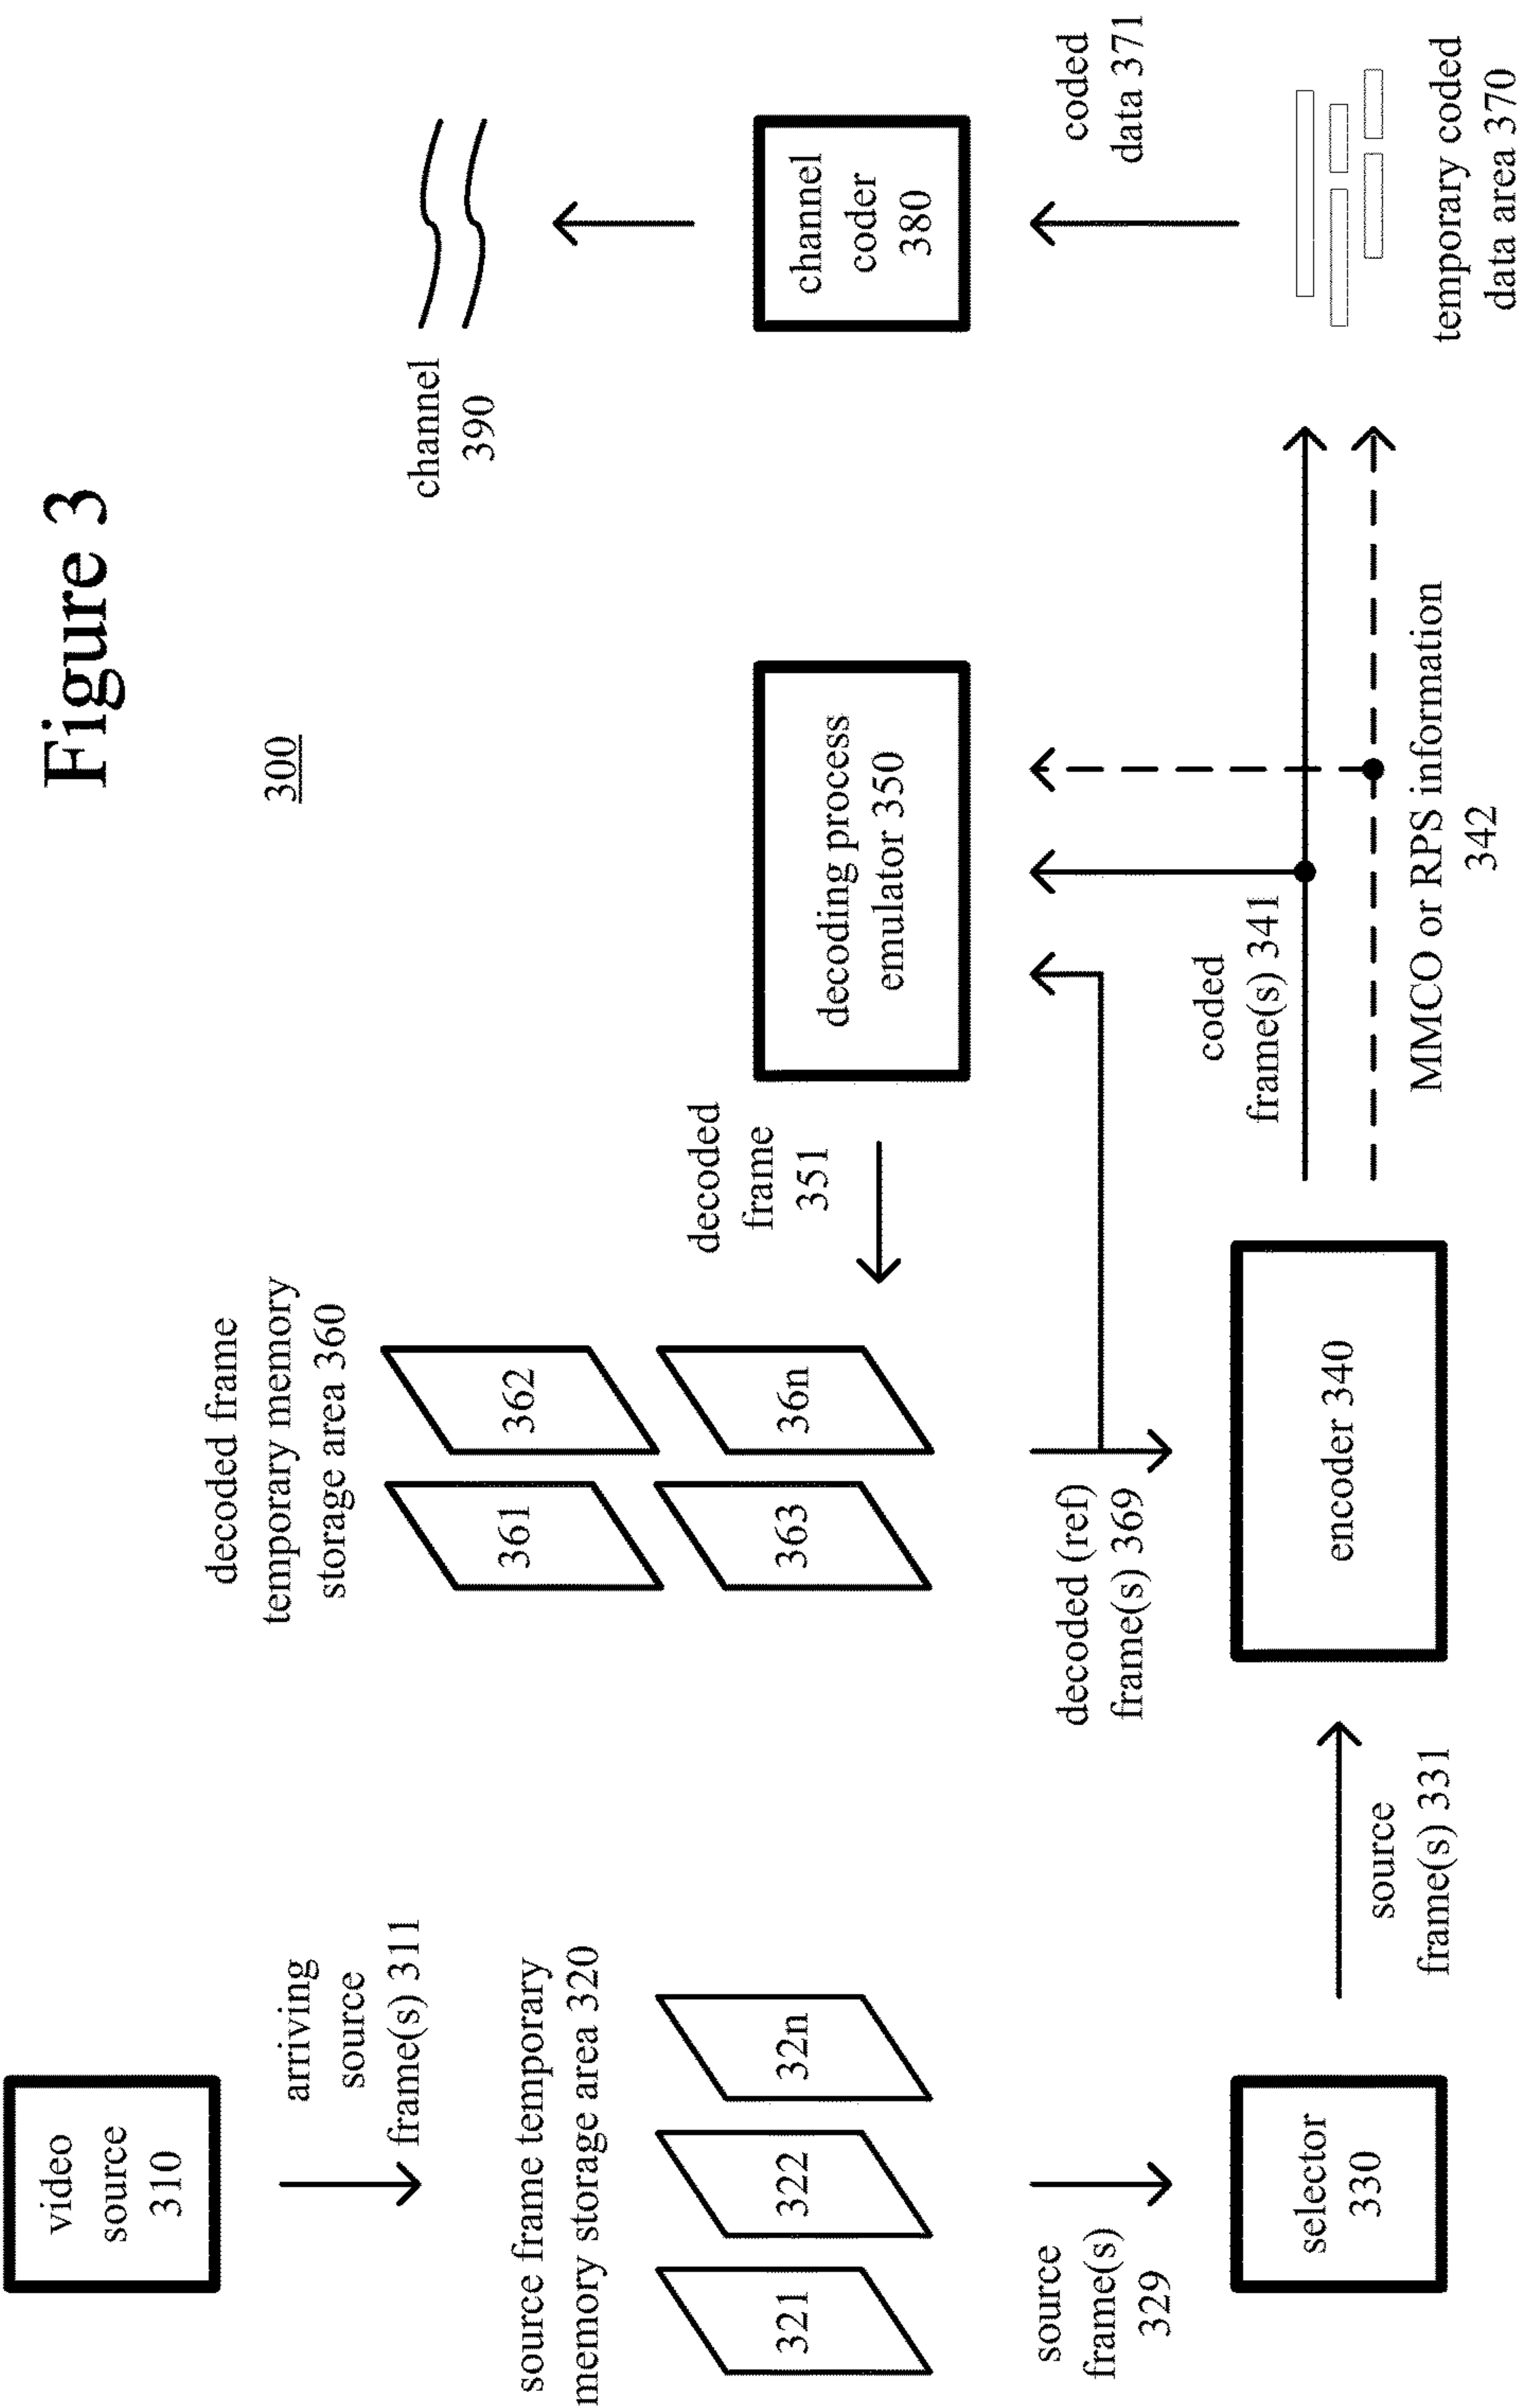 Figure 3
300
video
source
310
arriving
source
frame(s) 311
source frame temporary
memory storage area 320
321
322
32n
source
frame(s)
329
selector
330
source
frame(s) 331
decoded frame
temporary memory
storage area 360
361
362
363
36n
decoded (ref)
frame(s) 369
encoder 340
decoded
frame
351
decoding process
emulator 350
coded
frame(s) 341
MMCO or RPS information
342
channel
390
channel
coder
380
coded
data 371
temporary coded
data area 370